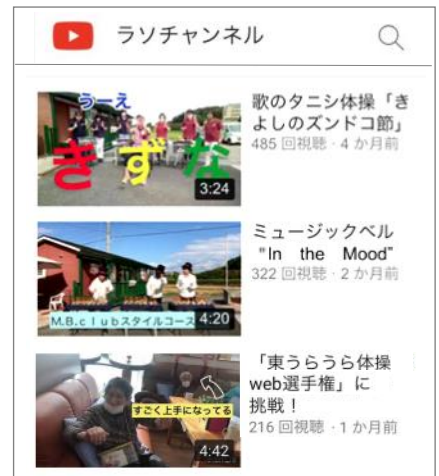 ラソチャンネル
うーえ
きずな
3:24
歌のタニシ体操「き
よしのズンドコ節」
485 回視聴・4 か月前
M.B.clubスタイルコース
4:20
ミュージックベル
"In the Mood"
322 回視聴・2 か月前
すごく上手になってる
4:42
「東うらうら体操
web選手権」に
挑戦！
216 回視聴・1 か月前